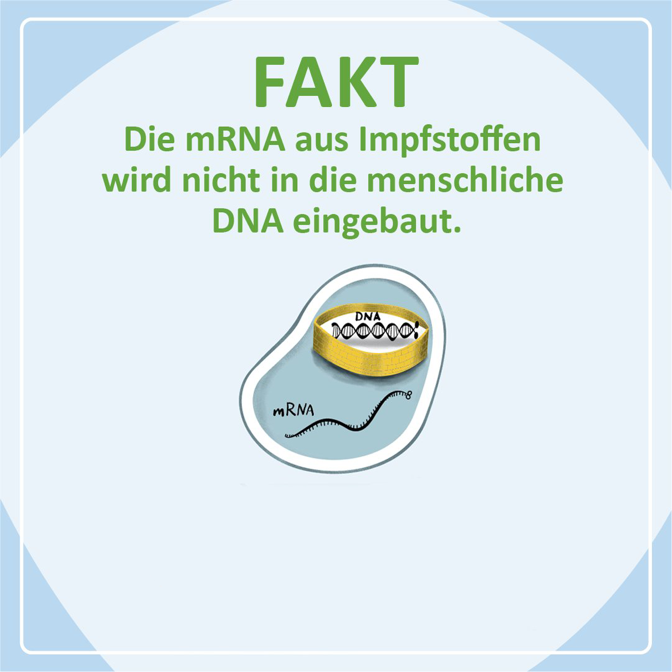 FAKT
Die mRNA aus Impfstoffen
wird nicht in die menschliche
DNA eingebaut.
DNA
mRNA